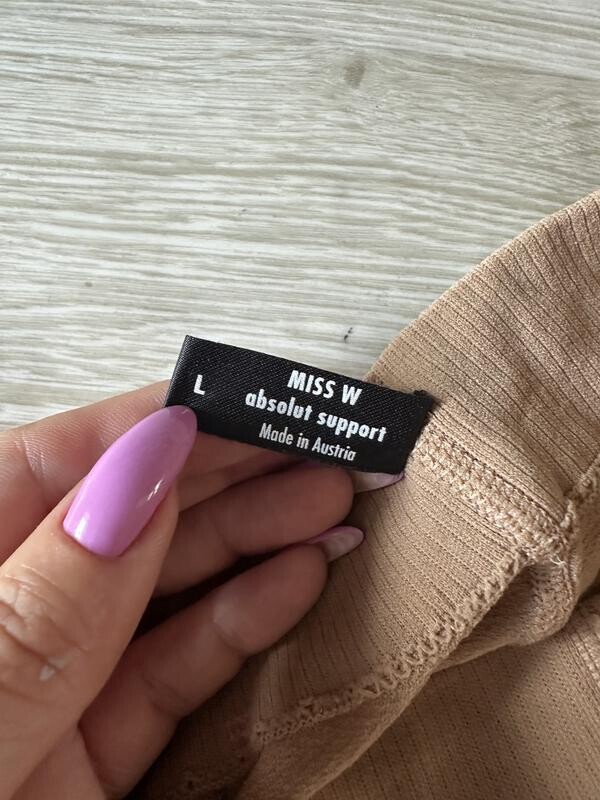 L
MISS W
absolut support
Made in Austria